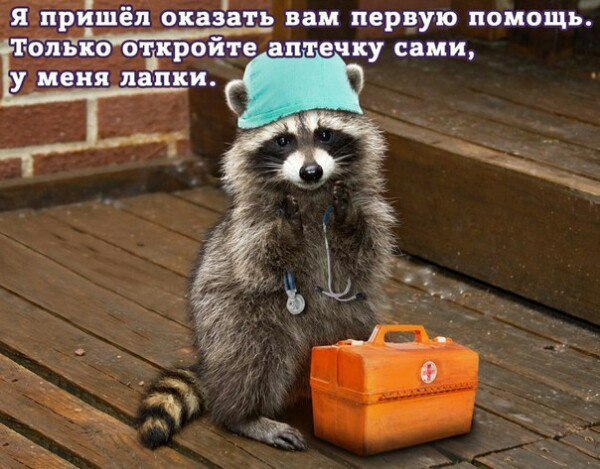 Я пришёл оказать вам первую помощь.
Только откройте аптечку сами,
у меня лапки.